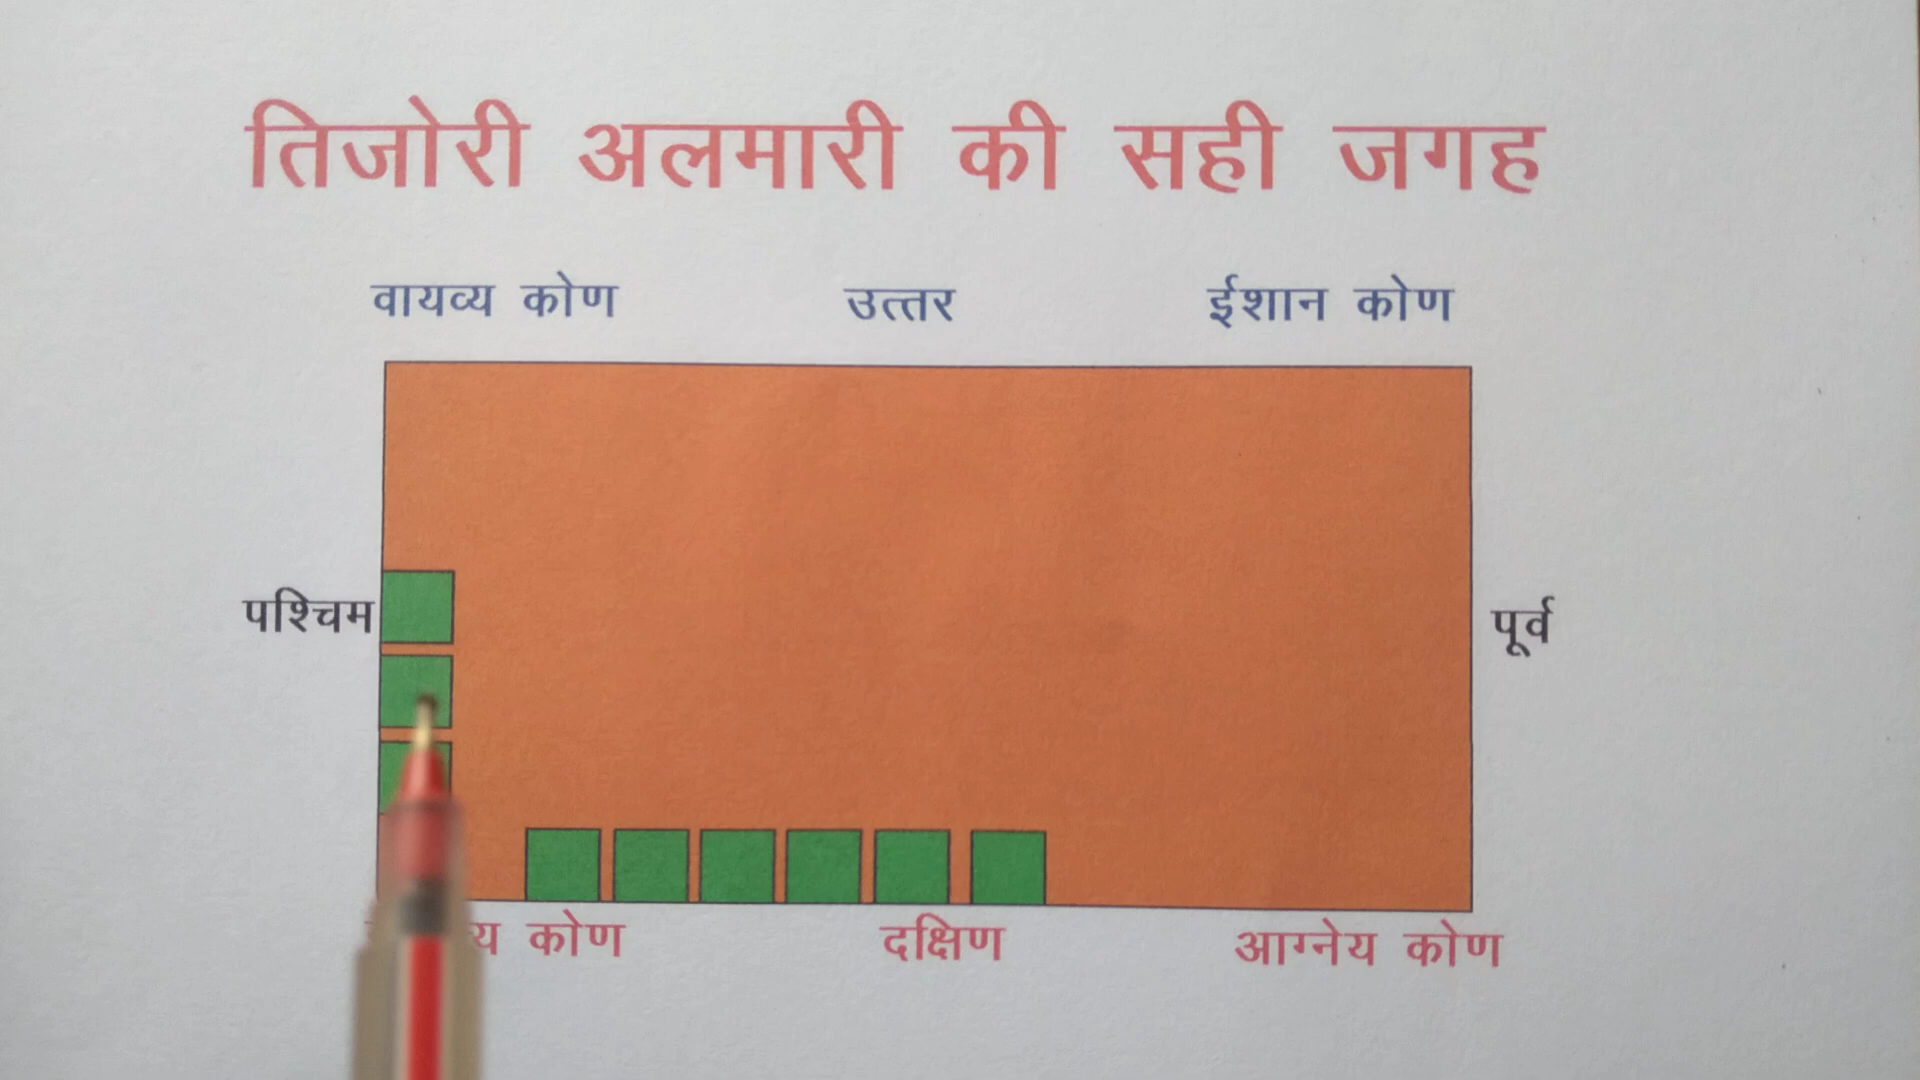 तिजोरी अलमारी की सही जगह
वायव्य कोण उत्तर ईशान कोण
पश्चिम पूर्व
कोण दक्षिण आग्नेय कोण